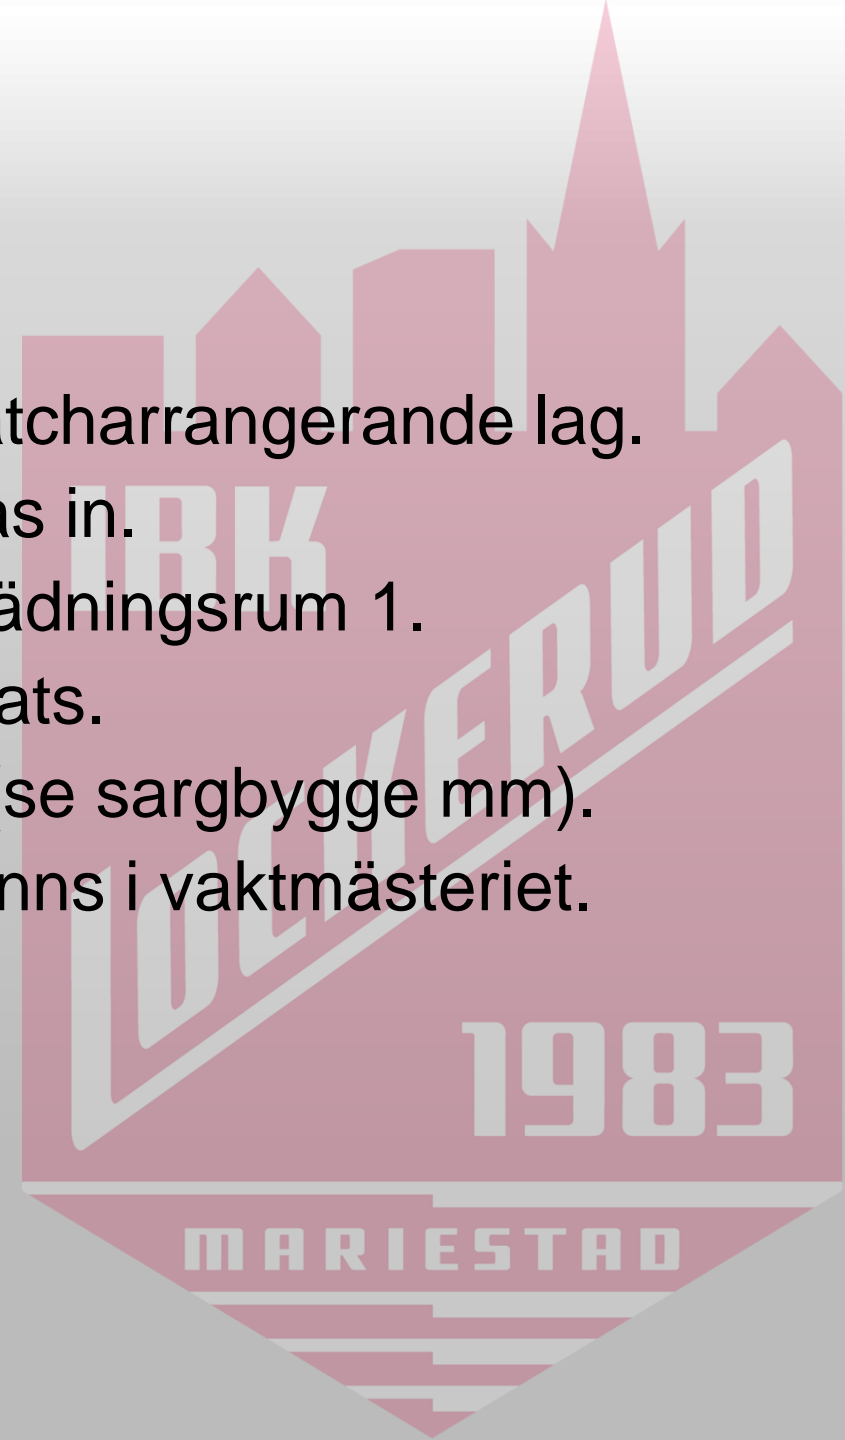 atcharrangerande lag.
IBK
as in.
ädningsrum 1.
ats.
se sargbygge mm).
nns i vaktmästeriet.
LOCKERUD
1983
MARIESTAD